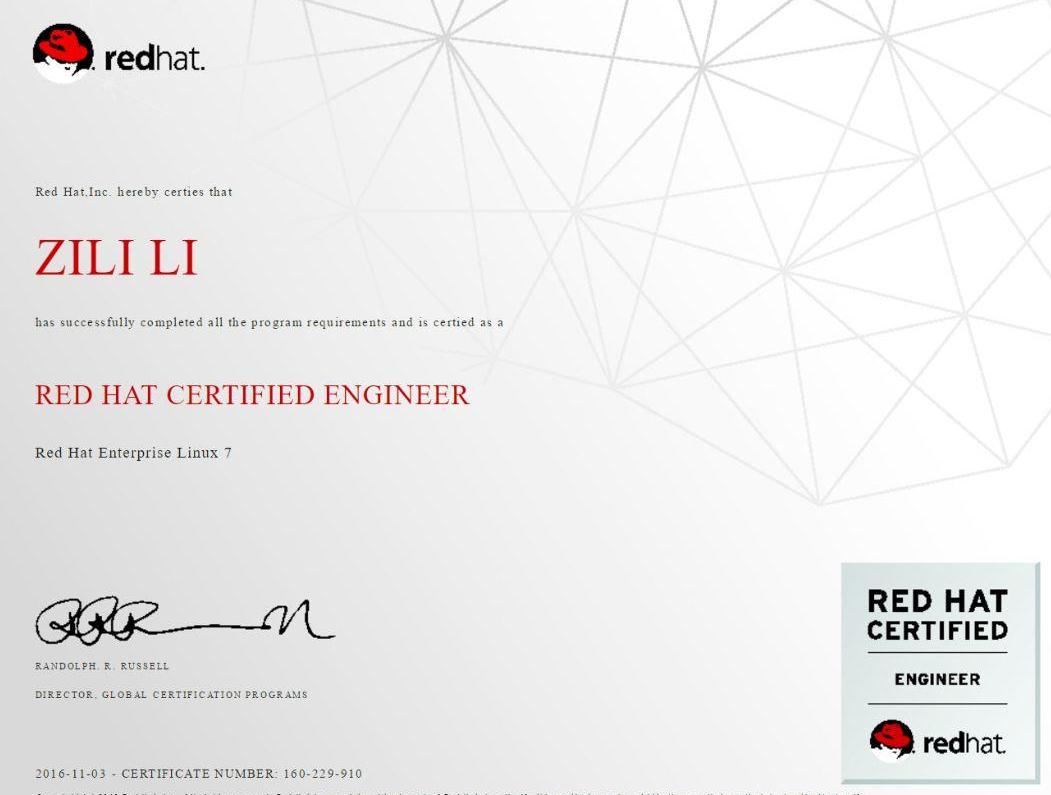 redhat.
Red Hat,Inc. hereby certies that
ZILI LI
has successfully completed all the program requirements and is certied as a
RED HAT CERTIFIED ENGINEER
Red Hat Enterprise Linux 7
RANDOLPH. R. RUSSELL
DIRECTOR, GLOBAL CERTIFICATION PROGRAMS
RED HAT
CERTIFIED
ENGINEER
redhat.
2016-11-03 - CERTIFICATE NUMBER: 160-229-910